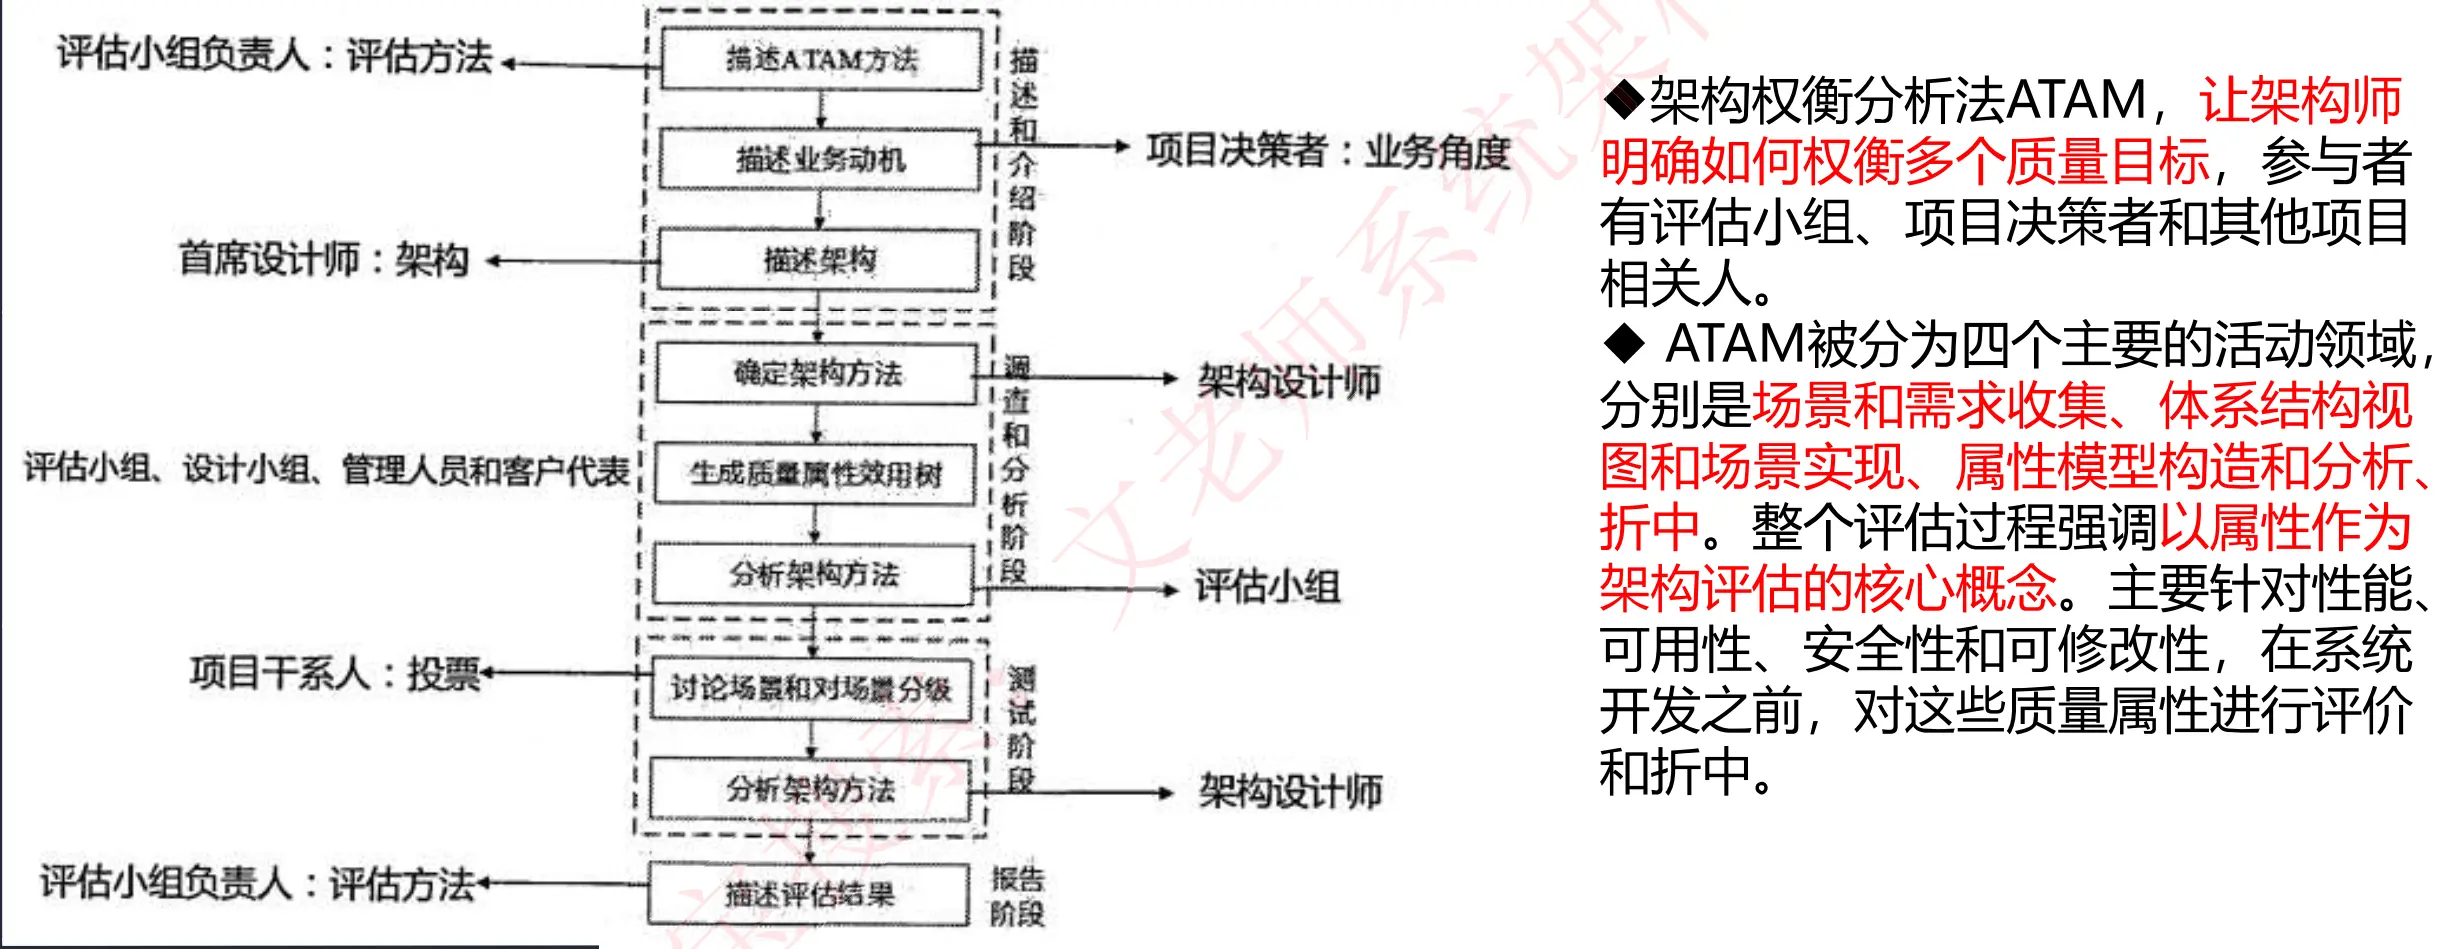 评估小组负责人：评估方法
描述ATAM方法
描述业务动机
项目决策者：业务角度
首席设计师：架构
描述架构
描述和介绍阶段
确定架构方法
架构设计师
评估小组、设计小组、管理人员和客户代表
生成质量属性效用树
分析架构方法
评估小组
调查和分析阶段
项目干系人：投票
讨论场景和对场景分级
分析架构方法
架构设计师
测试阶段
评估小组负责人：评估方法
描述评估结果
报告
阶段
◆架构权衡分析法ATAM，让架构师
明确如何权衡多个质量目标，参与者
有评估小组、项目决策者和其他项目
相关人。
◆ ATAM被分为四个主要的活动领域，
分别是场景和需求收集、体系结构视
图和场景实现、属性模型构造和分析、
折中。整个评估过程强调以属性作为
架构评估的核心概念。主要针对性能、
可用性、安全性和可修改性，在系统
开发之前，对这些质量属性进行评价
和折中。
文老师系统架